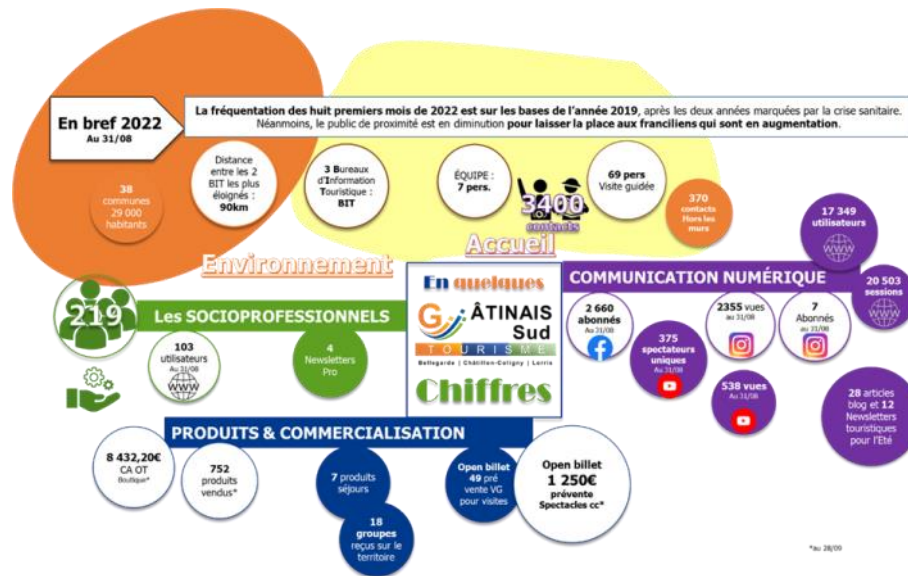 En bref 2022
Au 31/08
La fréquentation des huit premiers mois de 2022 est sur les bases de l'année 2019, après les deux années marquées par la crise sanitaire.
Néanmoins, le public de proximité est en diminution pour laisser la place aux franciliens qui sont en augmentation.
38
communes
29 000
habitants
Distance
entre les 2
BIT les plus
éloignés :
90km
3 Bureaux
d'Information
Touristique :
BIT
ÉQUIPE :
7 pers.
3400
contacts
69 pers
Visite guidée
370
contacts
Hors les
murs
Environnement
Accueil
17 349
utilisateurs
WWW
20 503
sessions
WWW
219
Les SOCIOPROFESSIONNELS
103
utilisateurs
Au 31/08
WWW
4
Newsletters
Pro
En quelques
G ÂTINAIS
Sud
TOURISME
Bellegarde | Châtillon-Coligny | Lorris
Chiffres
COMMUNICATION NUMÉRIQUE
2 660
abonnés
Au 31/08
375
spectateurs
uniques
Au 31/08
2355 vues
au 31/08
7
Abonnés
au 31/08
538 vues
Au 31/08
28 articles
blog et 12
Newsletters
touristiques
pour l'Eté
PRODUITS & COMMERCIALISATION
8 432,20€
CA OT
Boutique*
752
produits
vendus*
7 produits
séjours
18
groupes
reçus sur le
territoire
Open billet
49 pré
vente VG
pour visites
Open billet
1 250€
prévente
Spectacles cc*
*au 28/09